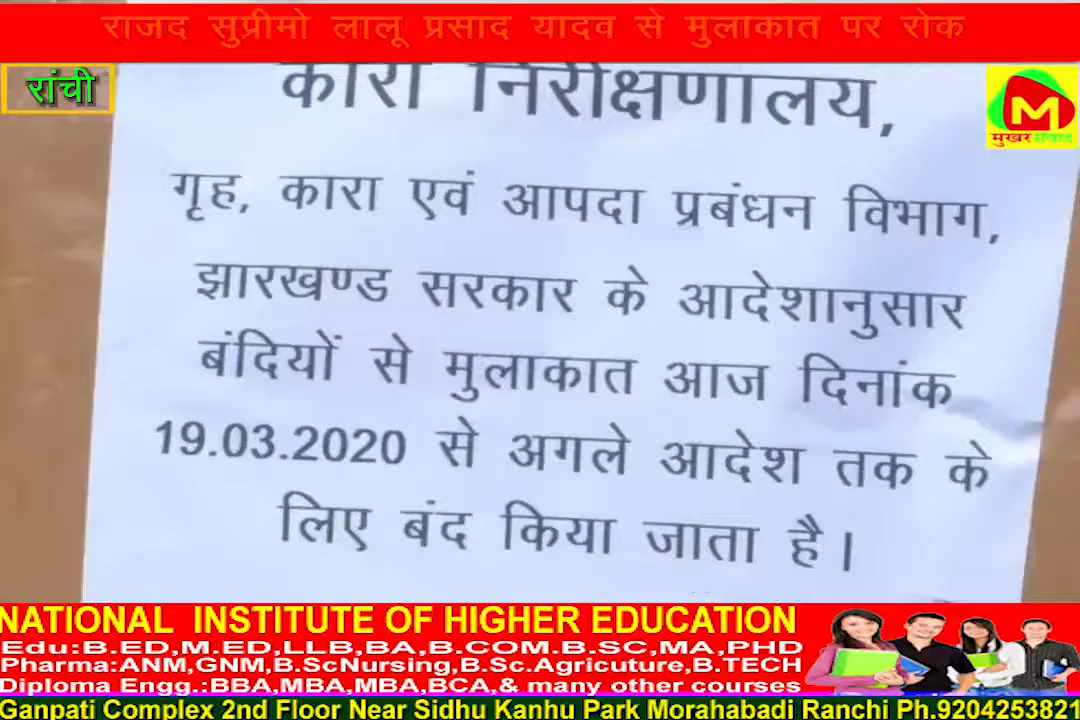 राजद सुप्रीमो लालू प्रसाद यादव से मुलाकात पर रोक
रांची
M
मुखर संवाद
कारा निरीक्षणालय,
गृह, कारा एवं आपदा प्रबंधन विभाग,
झारखण्ड सरकार के आदेशानुसार
बंदियों से मुलाकात आज दिनांक
19.03.2020 से अगले आदेश तक के
लिए बंद किया जाता है।
NATIONAL INSTITUTE OF HIGHER EDUCATION
Edu:B.ED,M.ED,LLB,BA,B.COM.B.SC,MA,PHD
Pharma:ANM,GNM,B.ScNursing,B.Sc.Agricuture,B.TECH
Diploma Engg.:BBA,MBA,MBA,BCA,& many other courses
Ganpati Complex 2nd Floor Near Sidhu Kanhu Park Morahabadi Ranchi Ph.9204253821